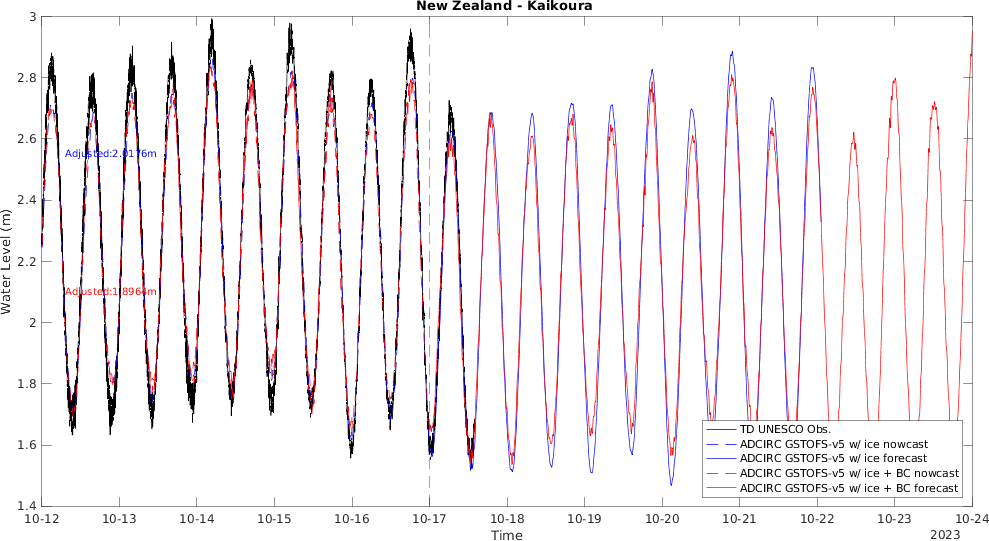 New Zealand - Kaikoura
3
2.8
2.6
2.4
2.2
2
1.8
1.6
1.4
Water Level (m)
Adjusted:2.0176m
Adjusted:1.8964m
TD UNESCO Obs.
ADCIRC GSTOFS-v5 w/ ice nowcast
ADCIRC GSTOFS-v5 w/ ice forecast
ADCIRC GSTOFS-v5 w/ ice + BC nowcast
ADCIRC GSTOFS-v5 w/ ice + BC forecast
10-12 10-13 10-14 10-15 10-16 10-17 10-18 10-19 10-20 10-21 10-22 10-23 10-24
Time
2023